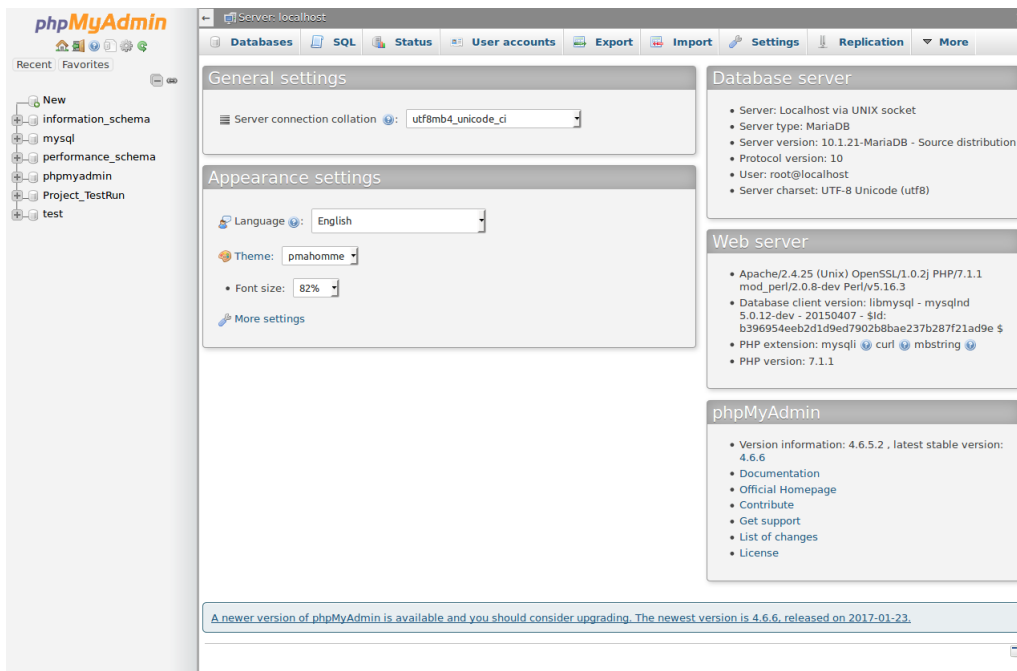 phpMyAdmin
Recent Favorites
New
information_schema
mysql
performance_schema
phpmyadmin
Project_TestRun
test
Server: localhost
Databases SQL Status User accounts Export Import Settings Replication More
General settings
Server connection collation : utf8mb4_unicode_ci
Appearance settings
Language : English
Theme: pmahomme
• Font size: 82%
More settings
Database server
• Server: Localhost via UNIX socket
• Server type: MariaDB
• Server version: 10.1.21-MariaDB - Source distribution
• Protocol version: 10
• User: root@localhost
• Server charset: UTF-8 Unicode (utf8)
Web server
• Apache/2.4.25 (Unix) OpenSSL/1.0.2j PHP/7.1.1
mod_perl/2.0.8-dev Perl/v5.16.3
• Database client version: libmysql - mysqlnd
5.0.12-dev - 20150407 - $Id:
b396954eeb2d1d9ed7902b8bae237b287f21ad9e $
• PHP extension: mysqli curl mbstring
• PHP version: 7.1.1
phpMyAdmin
• Version information: 4.6.5.2 , latest stable version:
4.6.6
• Documentation
• Official Homepage
• Contribute
• Get support
• List of changes
• License
A newer version of phpMyAdmin is available and you should consider upgrading. The newest version is 4.6.6, released on 2017-01-23.